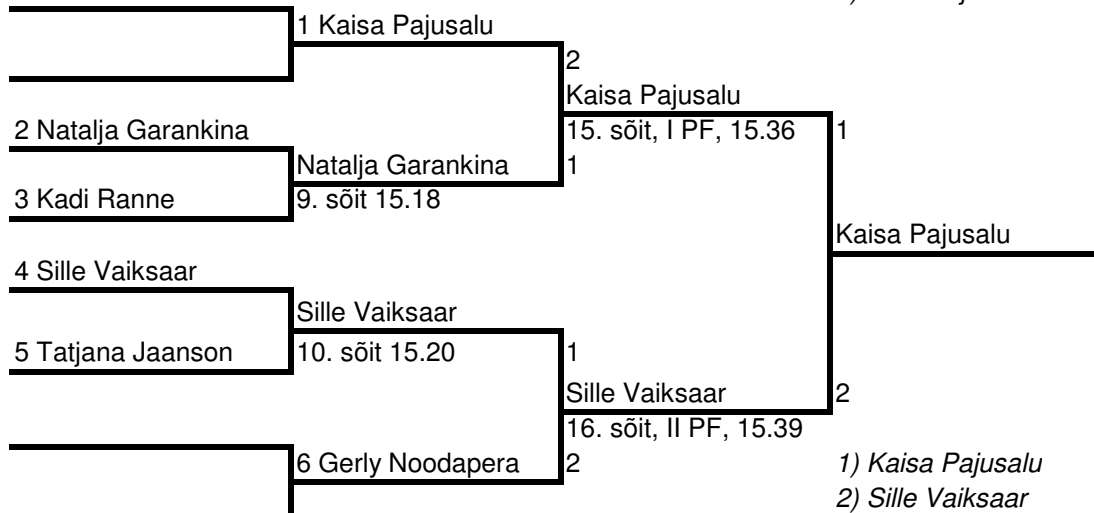 1 Kaisa Pajusalu
2
Kaisa Pajusalu
2 Natalja Garankina
15. sõit, I PF, 15.36
1
Natalja Garankina
1
3 Kadi Ranne
9. sõit 15.18
Kaisa Pajusalu
4 Sille Vaiksaar
Sille Vaiksaar
5 Tatjana Jaanson
10. sõit 15.20
1
Sille Vaiksaar
2
16. sõit, II PF, 15.39
6 Gerly Noodapera
2
1) Kaisa Pajusalu
2) Sille Vaiksaar